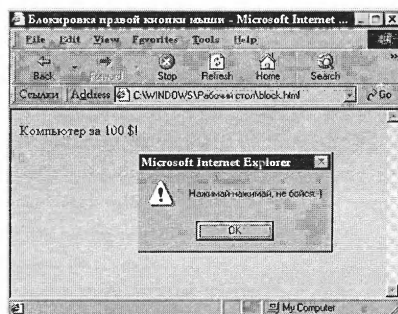 Блокировка правой кнопки мыши - Microsoft Internet ...
File Edit View Favorites Tools Help
Back Forward Stop Refresh Home Search »
Ссылки Address C:\WINDOWS\Рабочий стол\block.html Go
Компьютер за 100 $!
Microsoft Internet Explorer
Нажимай-нажимай, не бойся :)
OK
My Computer